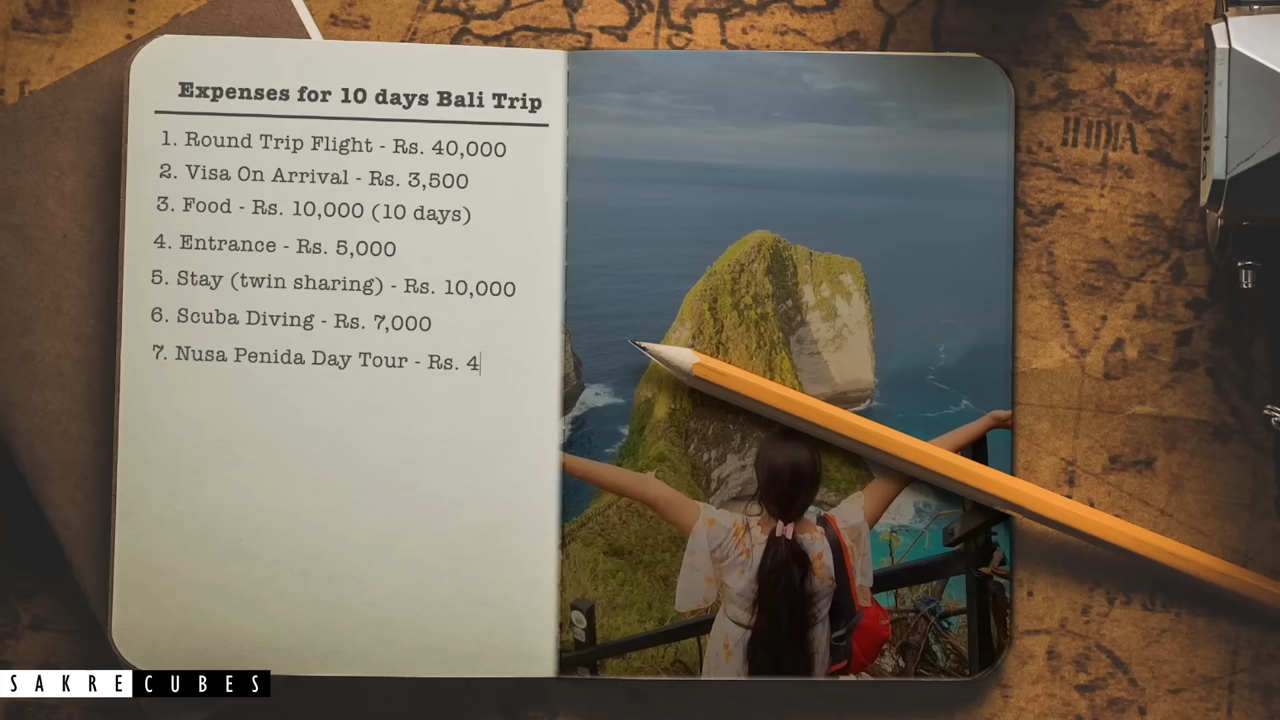 Expenses for 10 days Bali Trip
1. Round Trip Flight - Rs. 40,000
2. Visa On Arrival - Rs. 3,500
3. Food - Rs. 10,000 (10 days)
4. Entrance - Rs. 5,000
5. Stay (twin sharing) - Rs. 10,000
6. Scuba Diving - Rs. 7,000
7. Nusa Penida Day Tour - Rs. 4
INDIA
SAKRECUBES